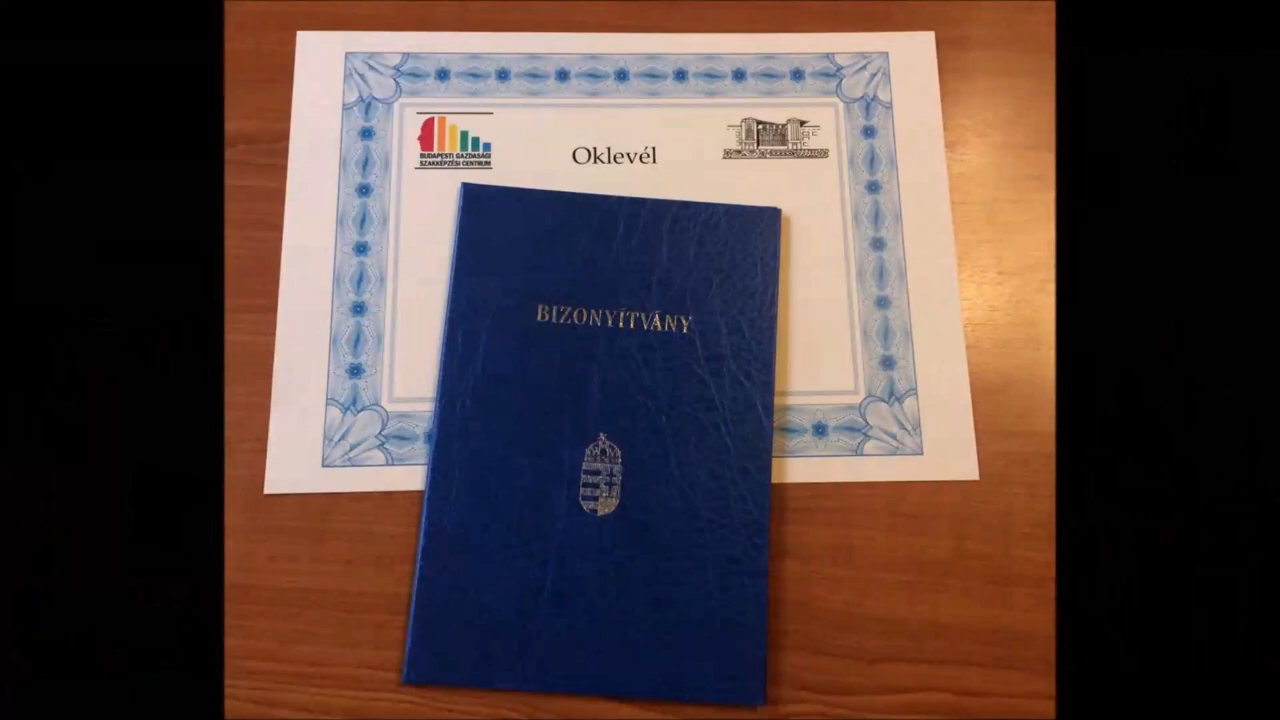 BUDAPESTI GAZDASÁGI
SZAKKÉPZÉSI CENTRUM
Oklevél
BIZONYÍTVÁNY